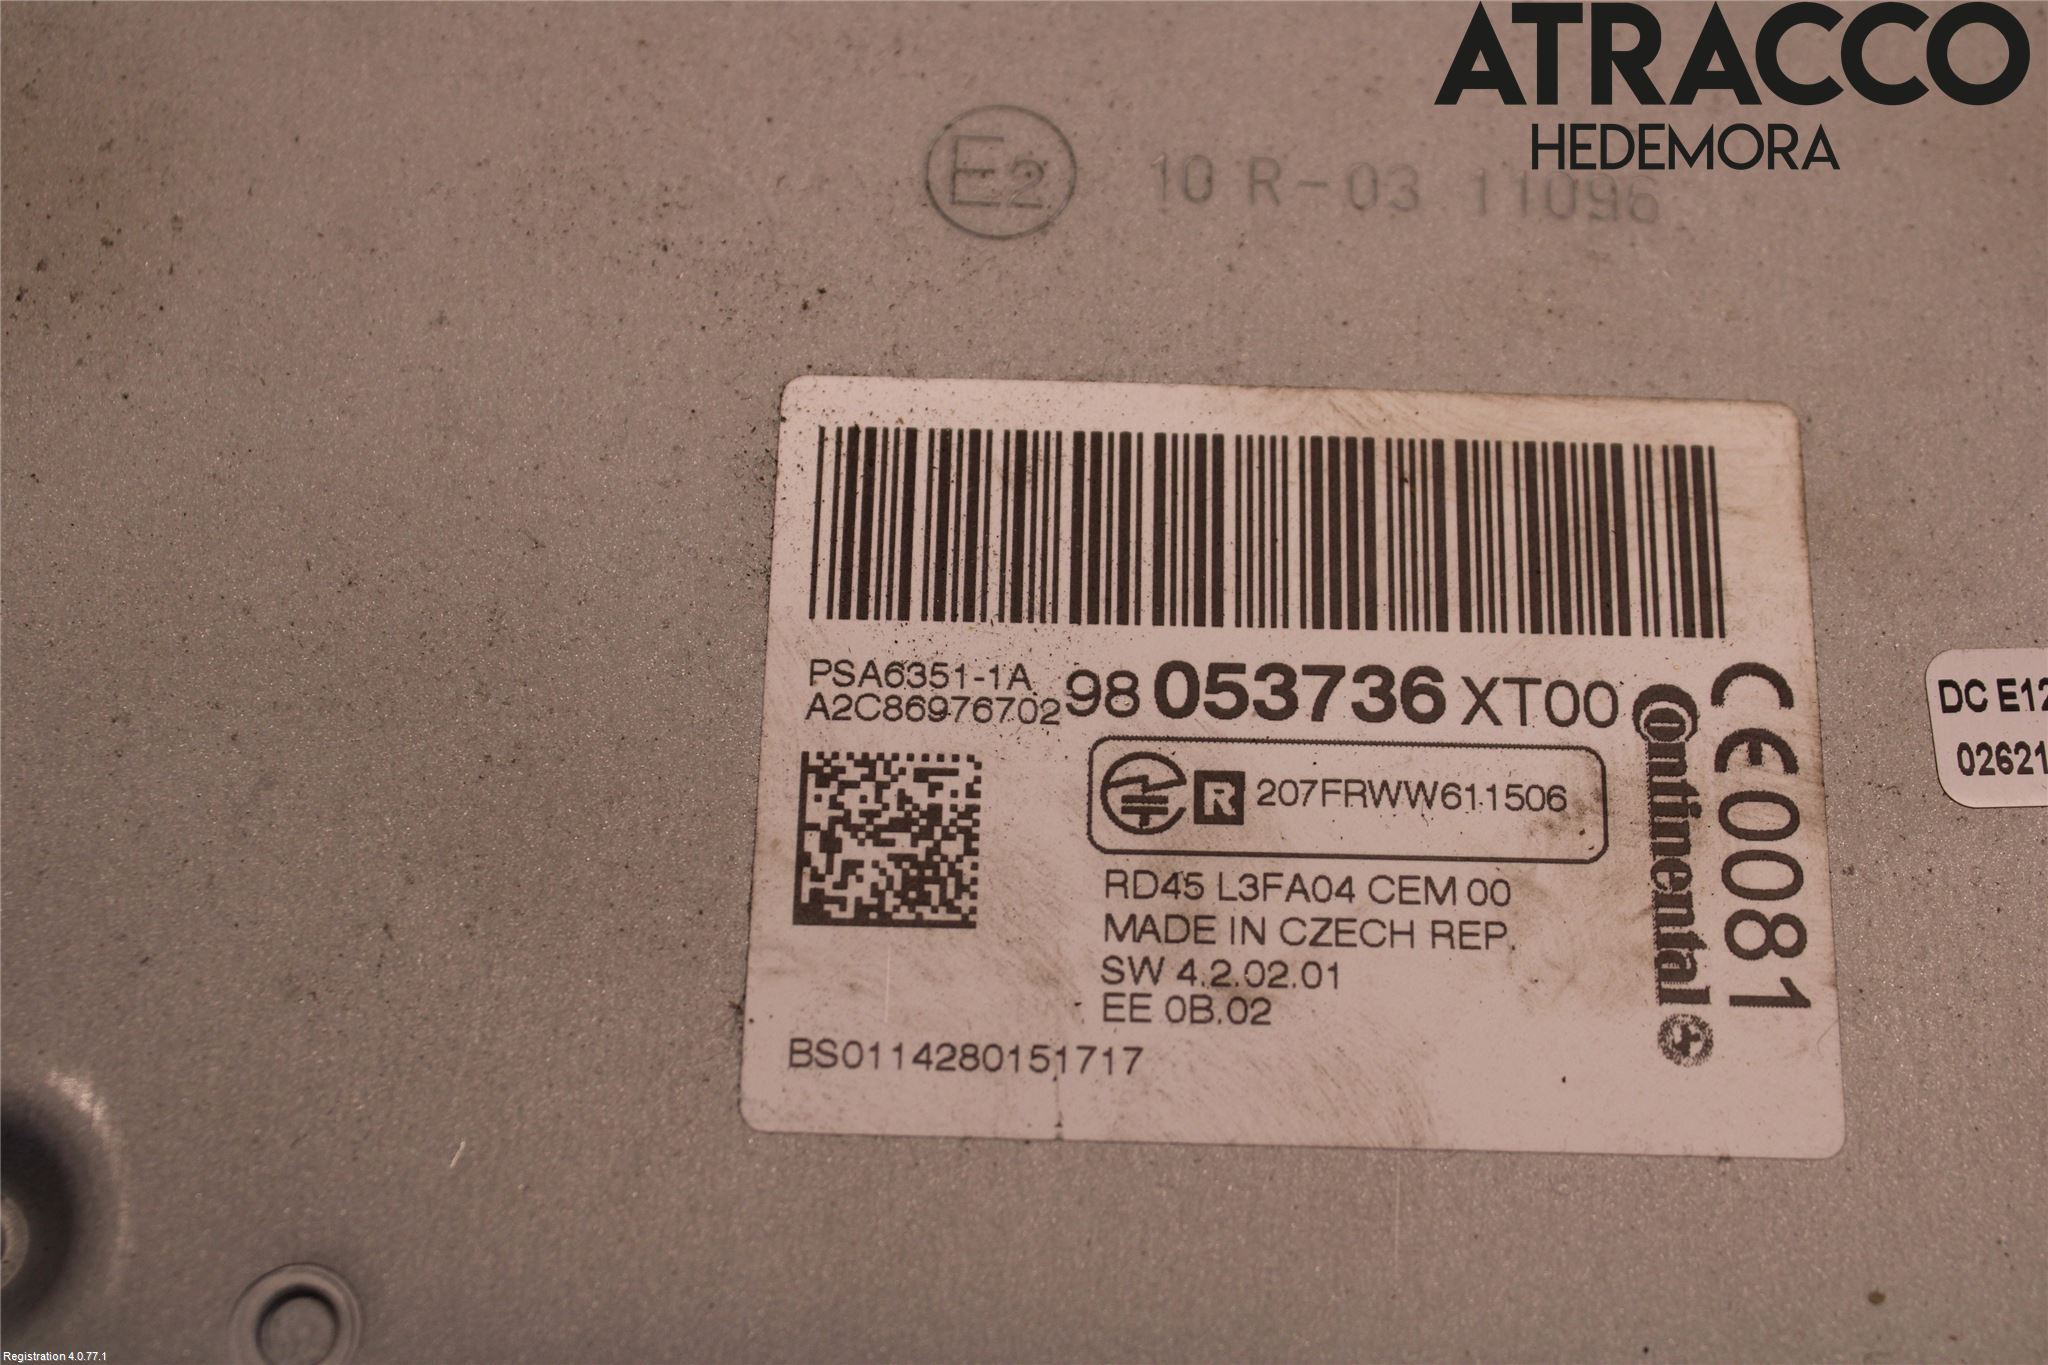 ATRACCO
HEDEMORA
E2 10 R-03 11096
PSA6351-1A
A2C86976702
98 053736 XT00
R 207FRWW611506
RD45 L3FA04 CEM 00
MADE IN CZECH REP.
SW 4.2.02.01
EE 0B.02
BS0114280151717
Continental
CE0081
DC E12
02621
Registration 4.0.77.1